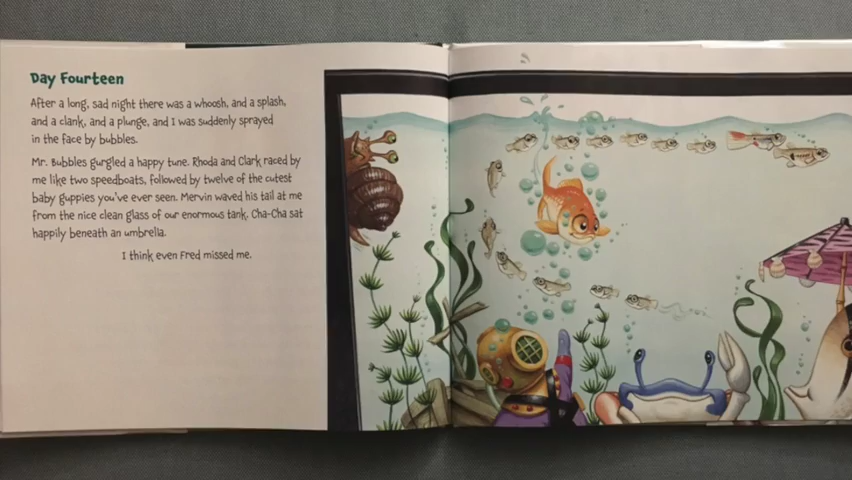 Day Fourteen
After a long, sad night there was a whoosh, and a splash,
and a clank, and a plunge, and I was suddenly sprayed
in the face by bubbles.
Mr. Bubbles gurgled a happy tune. Rhoda and Clark raced by
me like two speedboats, followed by twelve of the cutest
baby guppies you've ever seen. Mervin waved his tail at me
from the nice clean glass of our enormous tank. Cha-Cha sat
happily beneath an umbrella.
I think even Fred missed me.